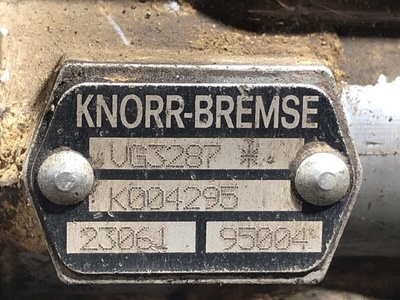 KNORR-BREMSE
VG3287 *
K004295
23061 95004